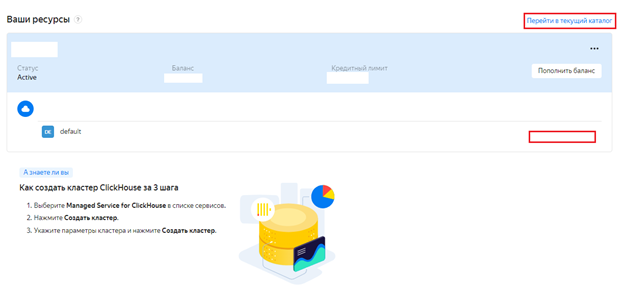 Ваши ресурсы ?
Перейти в текущий каталог
Статус
Баланс
Кредитный лимит
Active
Пополнить баланс
DE default
А знаете ли вы
Как создать кластер ClickHouse за 3 шага
1. Выберите Managed Service for ClickHouse в списке сервисов.
2. Нажмите Создать кластер.
3. Укажите параметры кластера и нажмите Создать кластер.